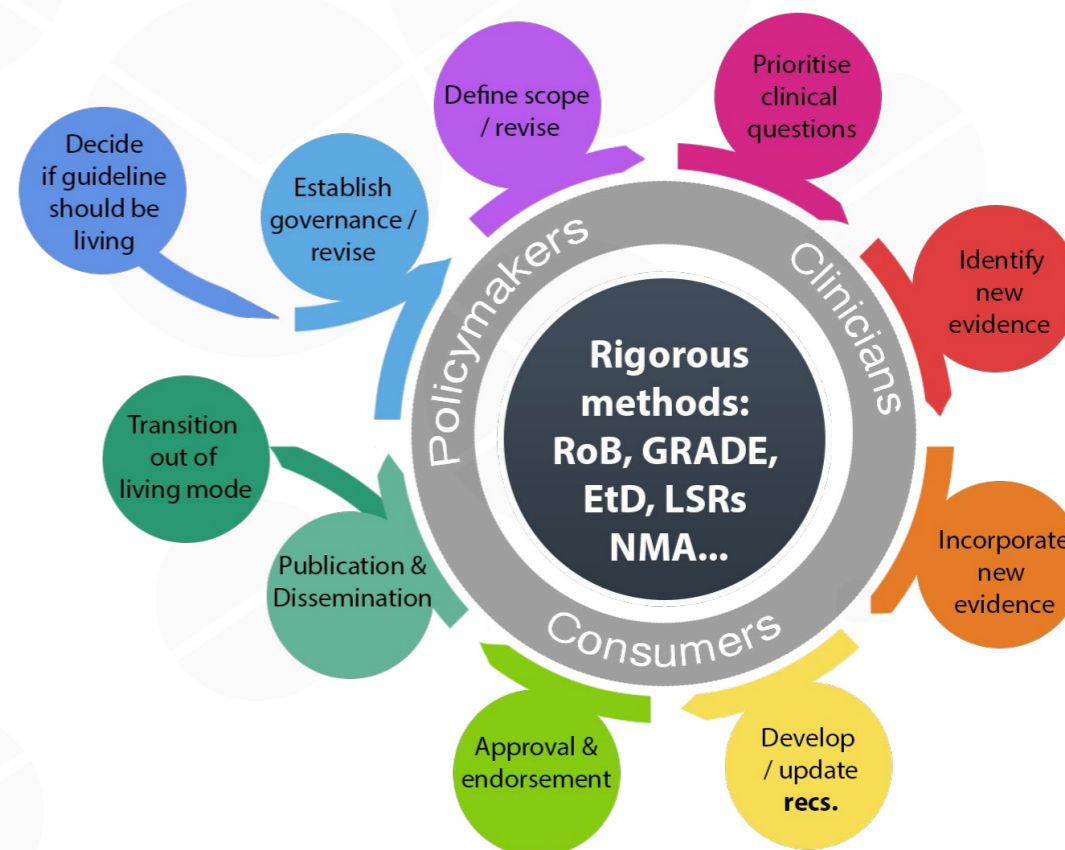 Decide
if guideline
should be
living
Establish
governance /
revise
Define scope
/ revise
Prioritise
clinical
questions
Identify
new
evidence
Incorporate
new
evidence
Develop
/ update
recs.
Approval &
endorsement
Publication &
Dissemination
Transition
out of
living mode
Policymakers
Clinicians
Consumers
Rigorous
methods:
RoB, GRADE,
EtD, LSRs
NMA...